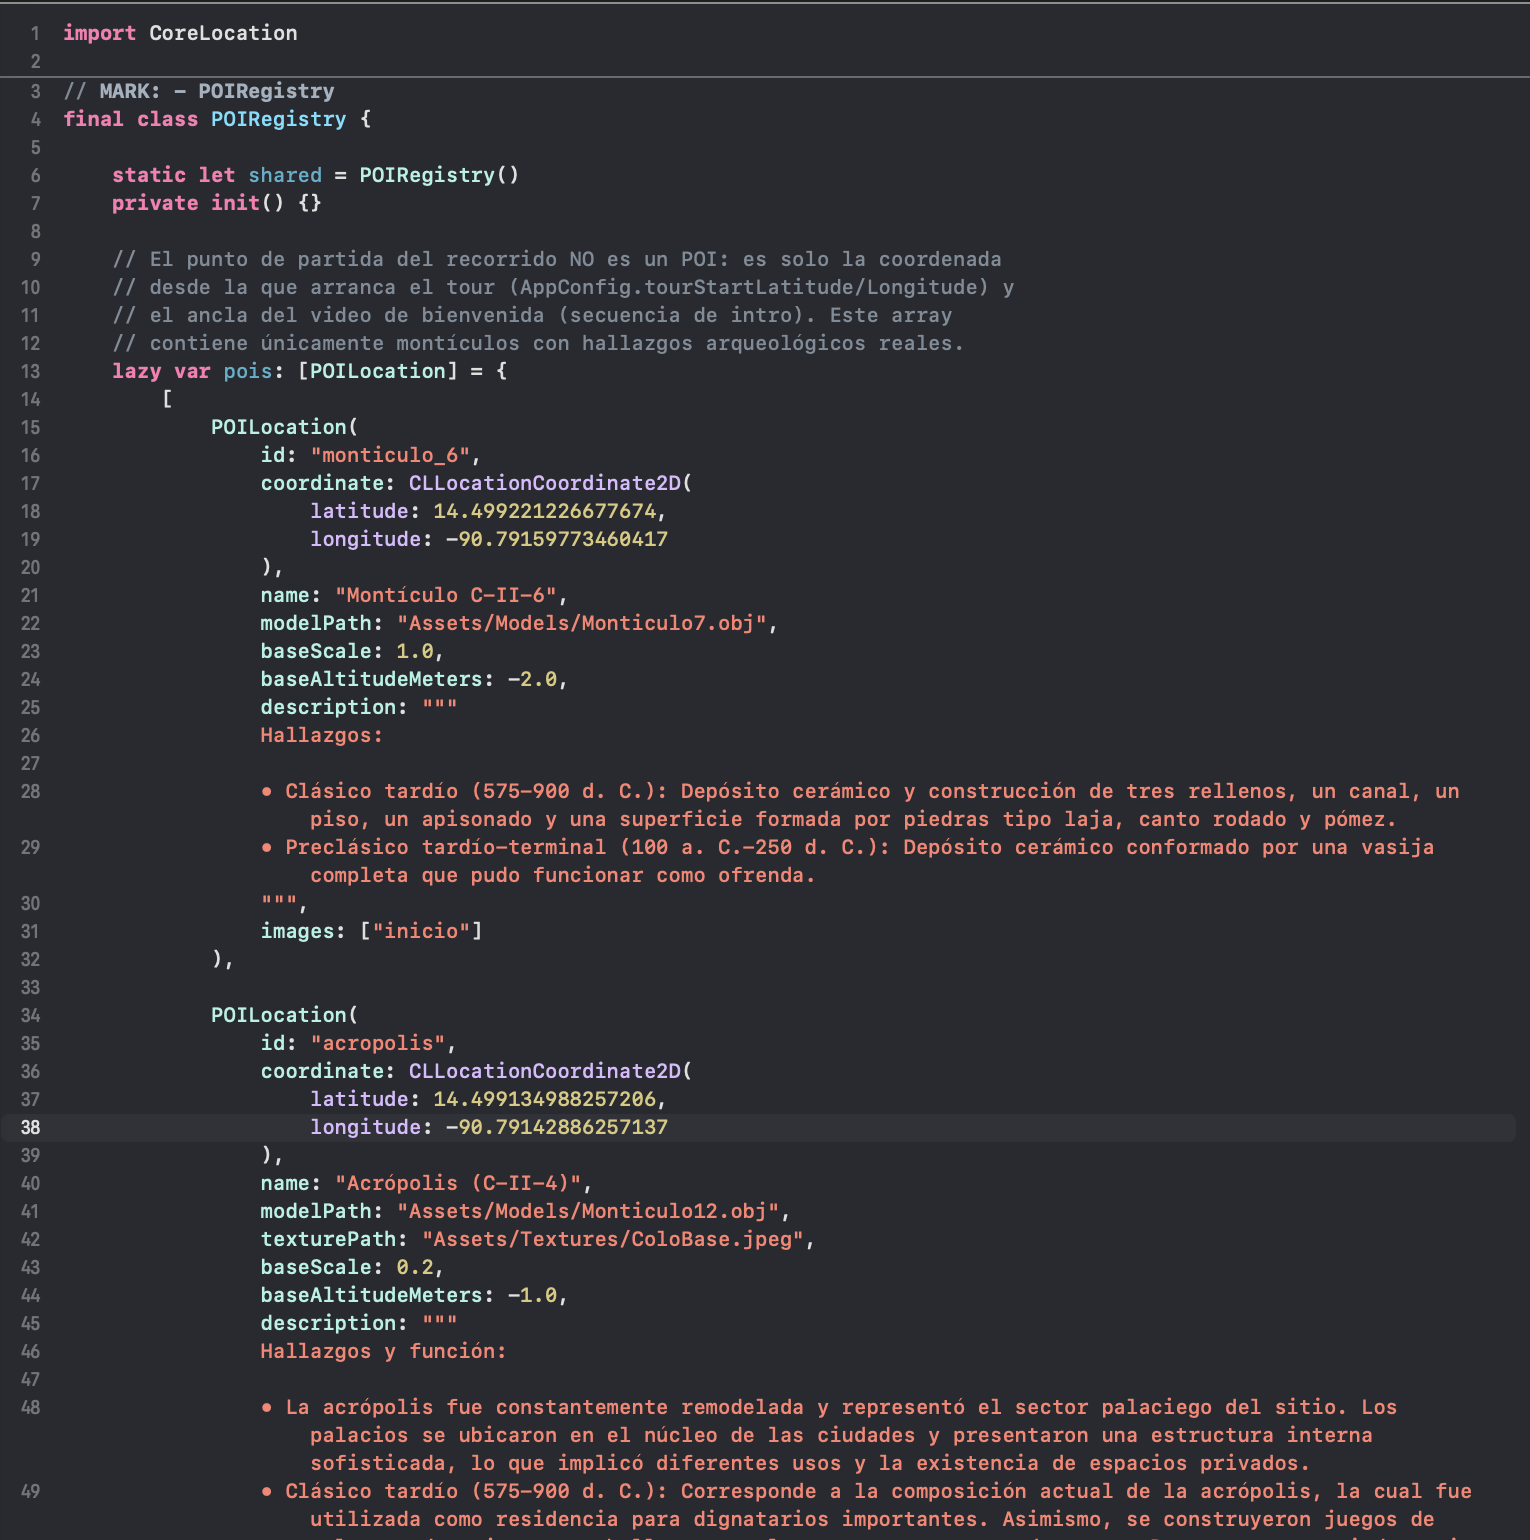 1 import CoreLocation
2
3 // MARK: - POIRegistry
4 final class POIRegistry {
5
6 static let shared = POIRegistry()
7 private init() {}
8
9 // El punto de partida del recorrido NO es un POI: es solo la coordenada
10 // desde la que arranca el tour (AppConfig.tourStartLatitude/Longitude) y
11 // el ancla del video de bienvenida (secuencia de intro). Este array
12 // contiene únicamente montículos con hallazgos arqueológicos reales.
13 lazy var pois: [POILocation] = {
14 [
15 POILocation(
16 id: "monticulo_6",
17 coordinate: CLLocationCoordinate2D(
18 latitude: 14.499221226677674,
19 longitude: -90.79159773460417
20 ),
21 name: "Montículo C-II-6",
22 modelPath: "Assets/Models/Monticulo7.obj",
23 baseScale: 1.0,
24 baseAltitudeMeters: -2.0,
25 description: """
26 Hallazgos:
27
28 • Clásico tardío (575-900 d. C.): Depósito cerámico y construcción de tres rellenos, un canal, un
piso, un apisonado y una superficie formada por piedras tipo laja, canto rodado y pómez.
29 • Preclásico tardío-terminal (100 a. C.-250 d. C.): Depósito cerámico conformado por una vasija
completa que pudo funcionar como ofrenda.
30 """,
31 images: ["inicio"]
32 ),
33
34 POILocation(
35 id: "acropolis",
36 coordinate: CLLocationCoordinate2D(
37 latitude: 14.499134988257206,
38 longitude: -90.79142886257137
39 ),
40 name: "Acrópolis (C-II-4)",
41 modelPath: "Assets/Models/Monticulo12.obj",
42 texturePath: "Assets/Textures/ColoBase.jpeg",
43 baseScale: 0.2,
44 baseAltitudeMeters: -1.0,
45 description: """
46 Hallazgos y función:
47
48 • La acrópolis fue constantemente remodelada y representó el sector palaciego del sitio. Los
palacios se ubicaron en el núcleo de las ciudades y presentaron una estructura interna
sofisticada, lo que implicó diferentes usos y la existencia de espacios privados.
49 • Clásico tardío (575-900 d. C.): Corresponde a la composición actual de la acrópolis, la cual fue
utilizada como residencia para dignatarios importantes. Asimismo, se construyeron juegos de